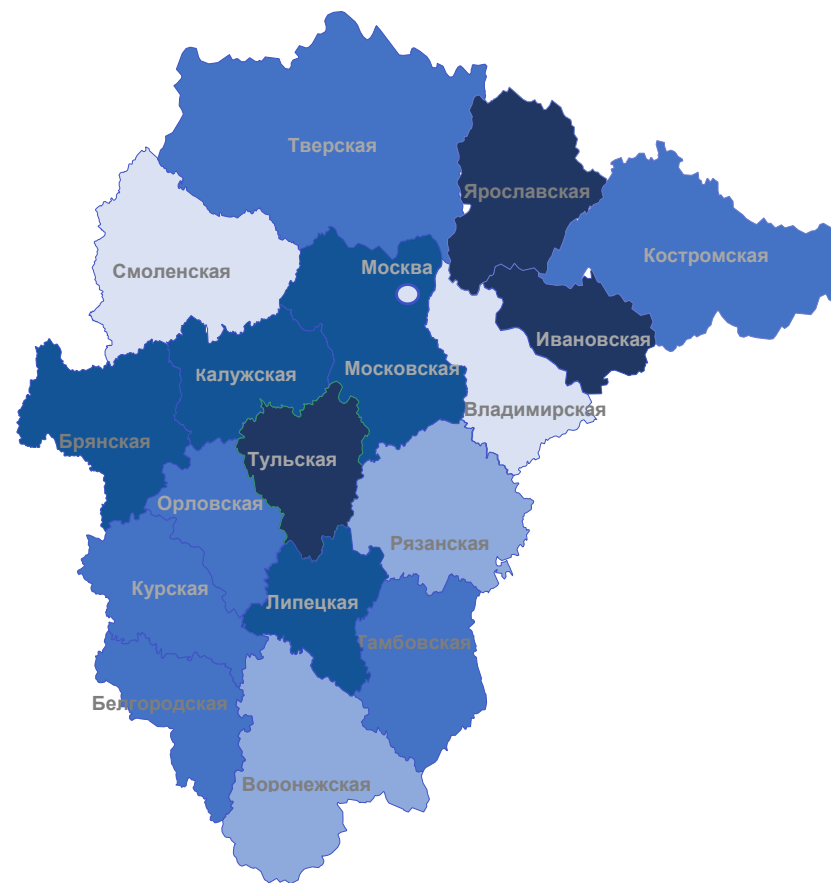 Тверская
Ярославская
Костромская
Москва
Смоленская
Ивановская
Калужская
Московская
Владимирская
Брянская
Тульская
Орловская
Рязанская
Курская
Липецкая
Тамбовская
Белгородская
Воронежская